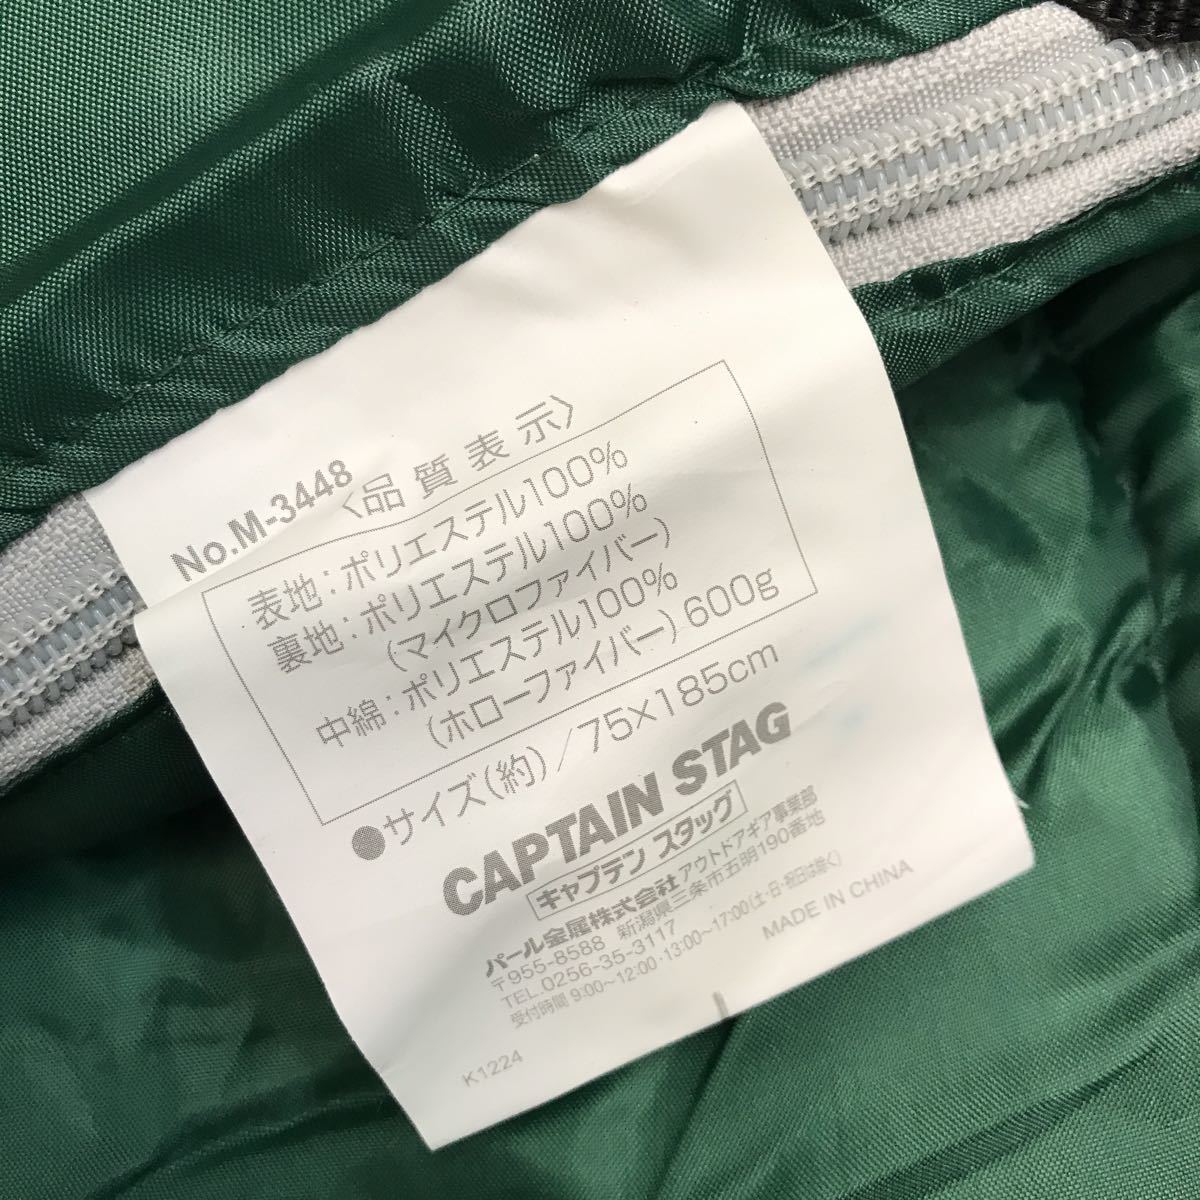 No.M-3448
〈品質表示〉
表地：ポリエステル100%
裏地：ポリエステル100%
(マイクロファイバー)
中綿：ポリエステル100%
(ホローファイバー) 600g
●サイズ(約)/75×185cm
CAPTAIN STAG
キャプテン スタッグ
パール金属株式会社アウトドアギア事業部
〒955-8588 新潟県三条市五明190番地
TEL.0256-35-3117
受付時間 9:00〜12:00・13:00〜17:00(土・日・祝日は除く)
MADE IN CHINA
K1224